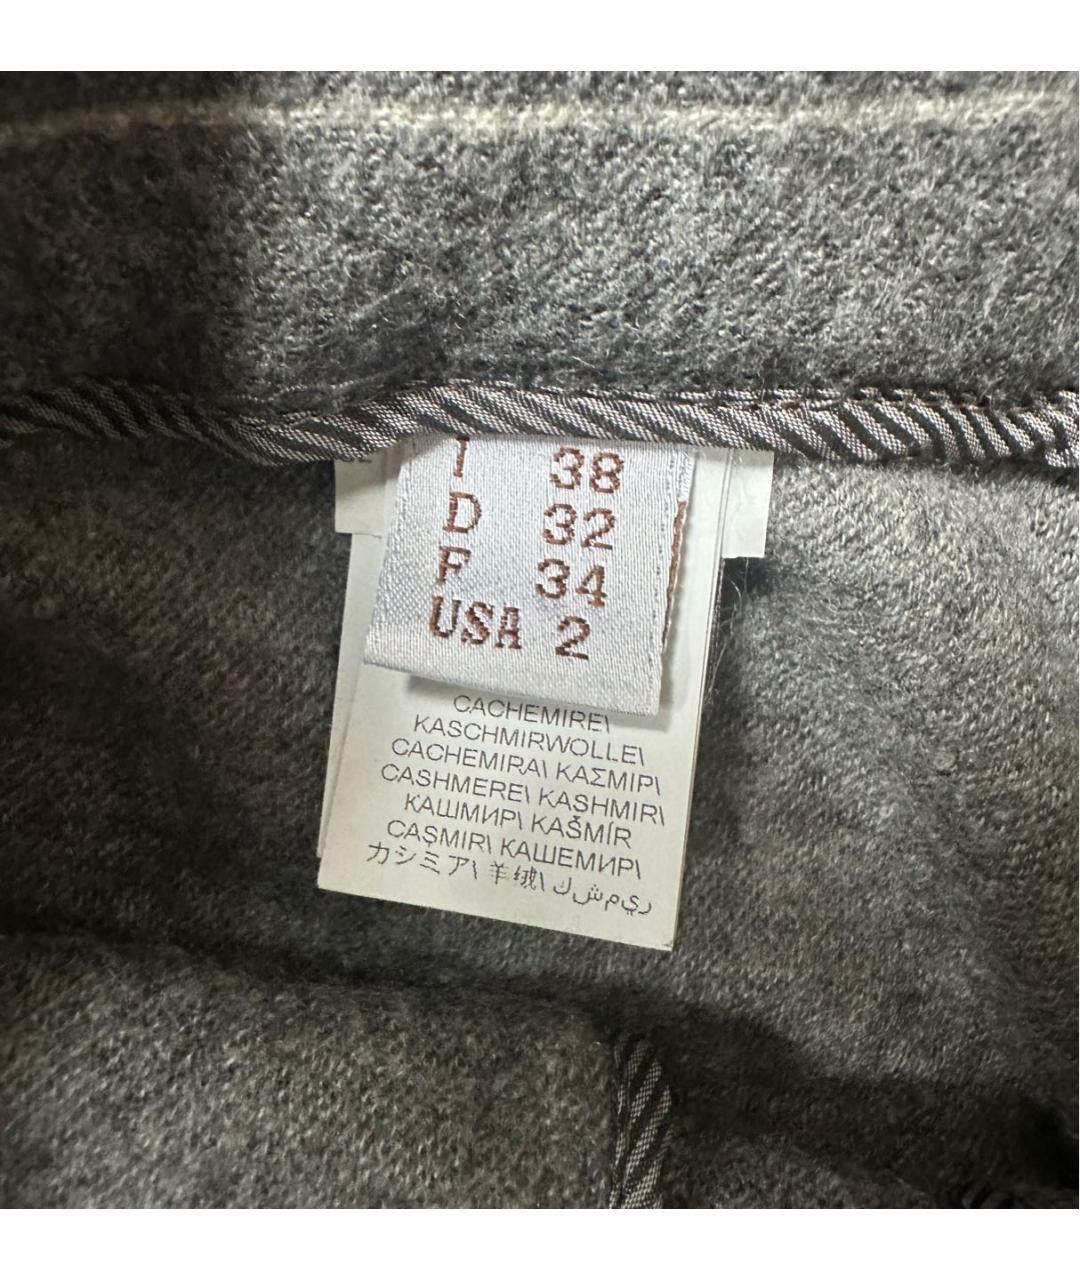 I 38
D 32
F 34
USA 2
CACHEMIRE\
KASCHMIRWOLLE\
CACHEMIRA\ ΚΑΣΜΙΡ\
CASHMERE\ KASHMIR\
КАШМИР\ KAŠMÍR
CAŞMIR\ КАШЕМИР\
カシミア\ 羊绒\ ك ش م ي ر